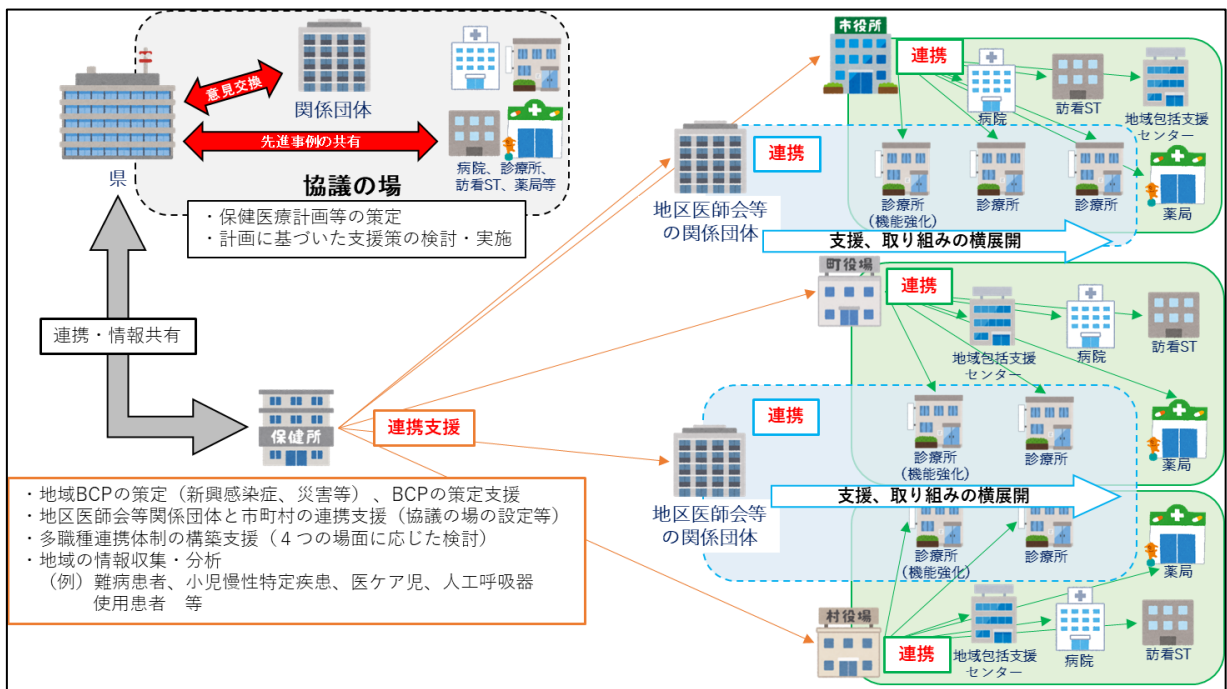 意見交換
関係団体
先進事例の共有
病院、診療所、
訪看ST、薬局等
県
協議の場
・保健医療計画等の策定
・計画に基づいた支援策の検討・実施
連携・情報共有
保健所
連携支援
・地域BCPの策定（新興感染症、災害等）、BCPの策定支援
・地区医師会等関係団体と市町村の連携支援（協議の場の設定等）
・多職種連携体制の構築支援（４つの場面に応じた検討）
・地域の情報収集・分析
（例）難病患者、小児慢性特定疾患、医ケア児、人工呼吸器
使用患者　等
市役所
連携
病院
訪看ST
地域包括支援
センター
連携
地区医師会等
の関係団体
診療所
(機能強化)
診療所
診療所
薬局
支援、取り組みの横展開
町役場
連携
地域包括支援
センター
病院
訪看ST
連携
地区医師会等
の関係団体
診療所
(機能強化)
診療所
薬局
支援、取り組みの横展開
診療所
(機能強化)
診療所
薬局
村役場
連携
地域包括支援
センター
病院
訪看ST